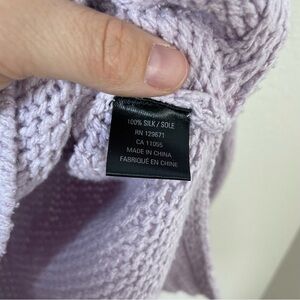 100% SILK / SOIE
RN 129671
CA 11055
MADE IN CHINA
FABRIQUÉ EN CHINE